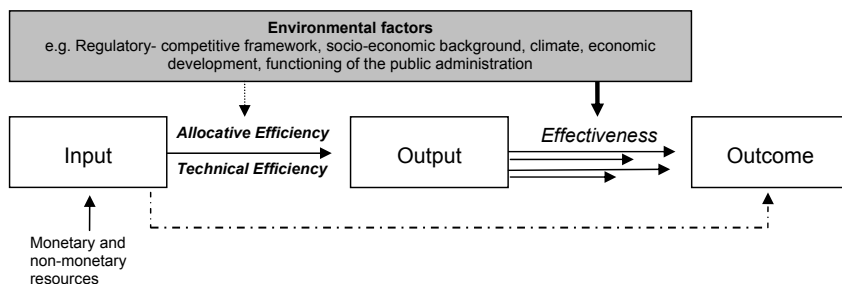 Environmental factors
e.g. Regulatory- competitive framework, socio-economic background, climate, economic
development, functioning of the public administration
Input
Allocative Efficiency
Technical Efficiency
Output
Effectiveness
Outcome
Monetary and
non-monetary
resources